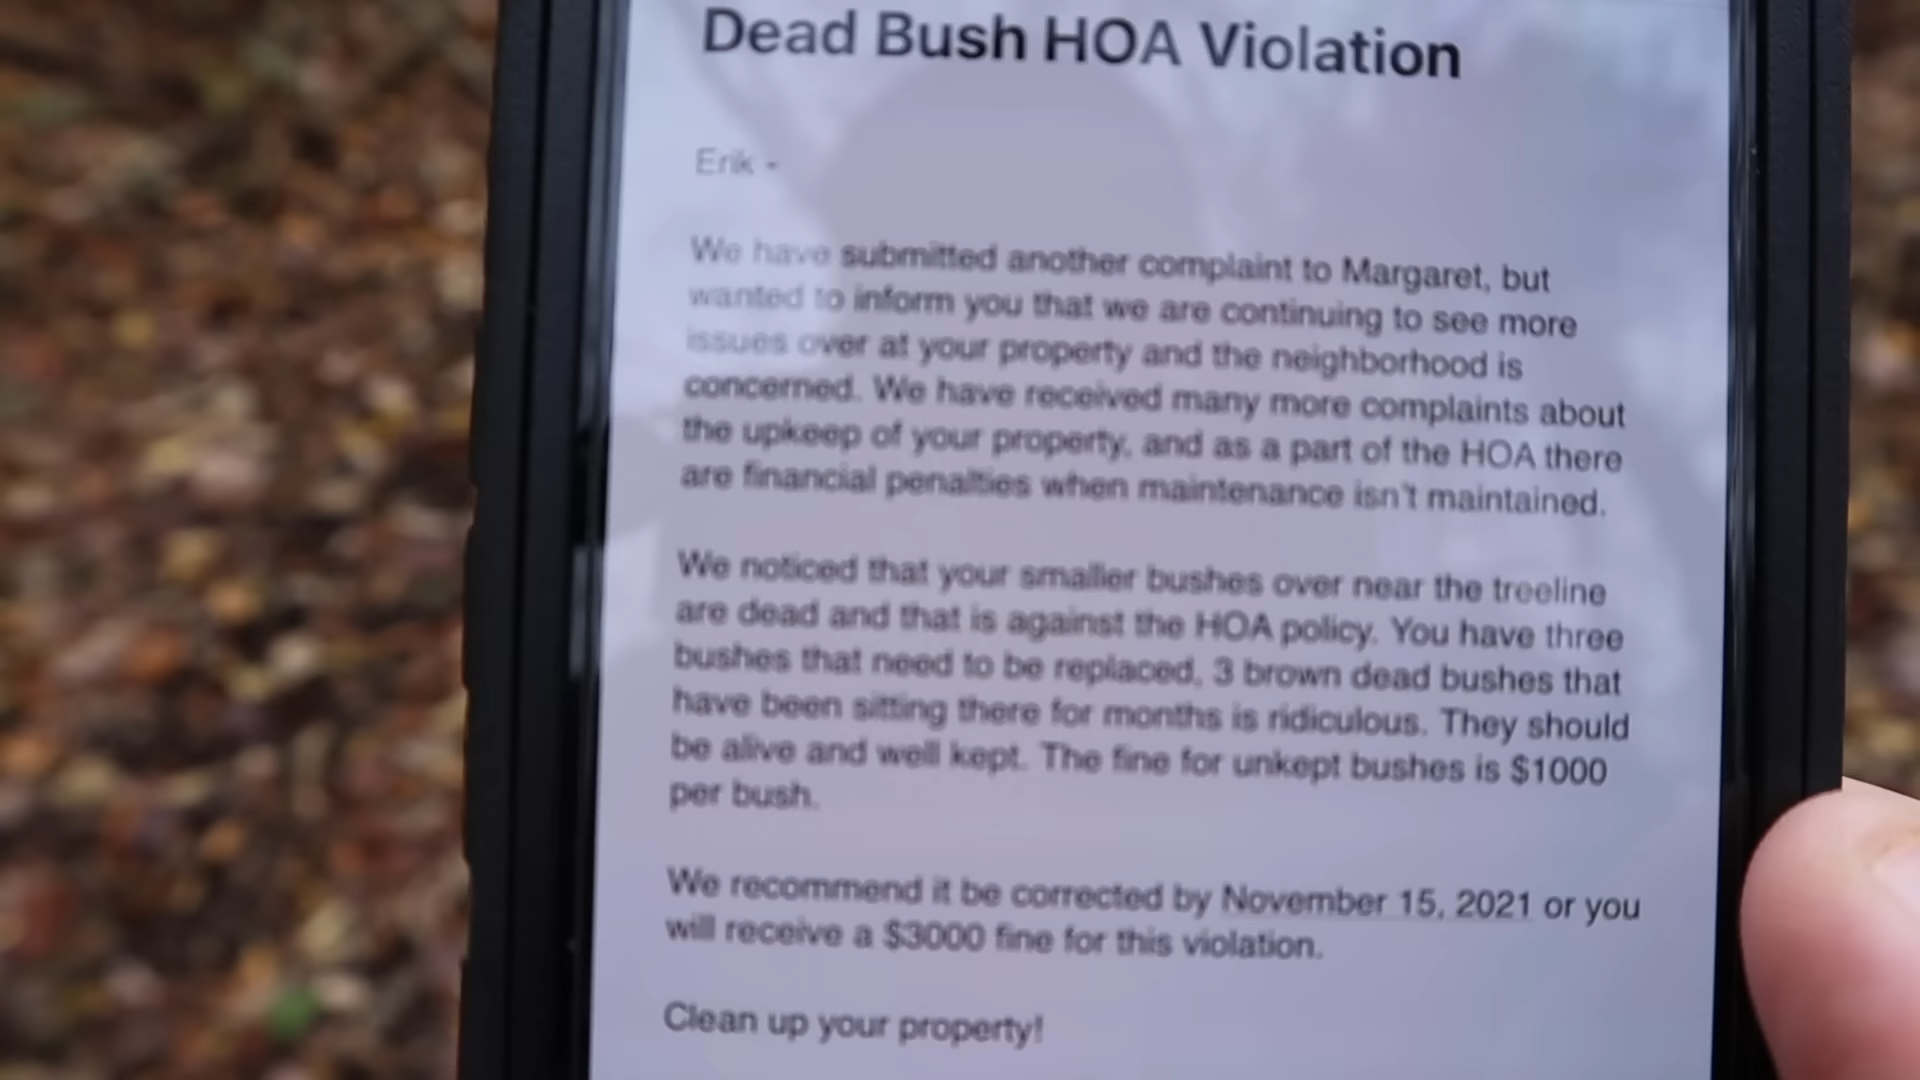 Dead Bush HOA Violation
Erik -
We have submitted another complaint to Margaret, but
wanted to inform you that we are continuing to see more
issues over at your property and the neighborhood is
concerned. We have received many more complaints about
the upkeep of your property, and as a part of the HOA there
are financial penalties when maintenance isn't maintained.
We noticed that your smaller bushes over near the treeline
are dead and that is against the HOA policy. You have three
bushes that need to be replaced, 3 brown dead bushes that
have been sitting there for months is ridiculous. They should
be alive and well kept. The fine for unkept bushes is $1000
per bush.
We recommend it be corrected by November 15, 2021 or you
will receive a $3000 fine for this violation.
Clean up your property!